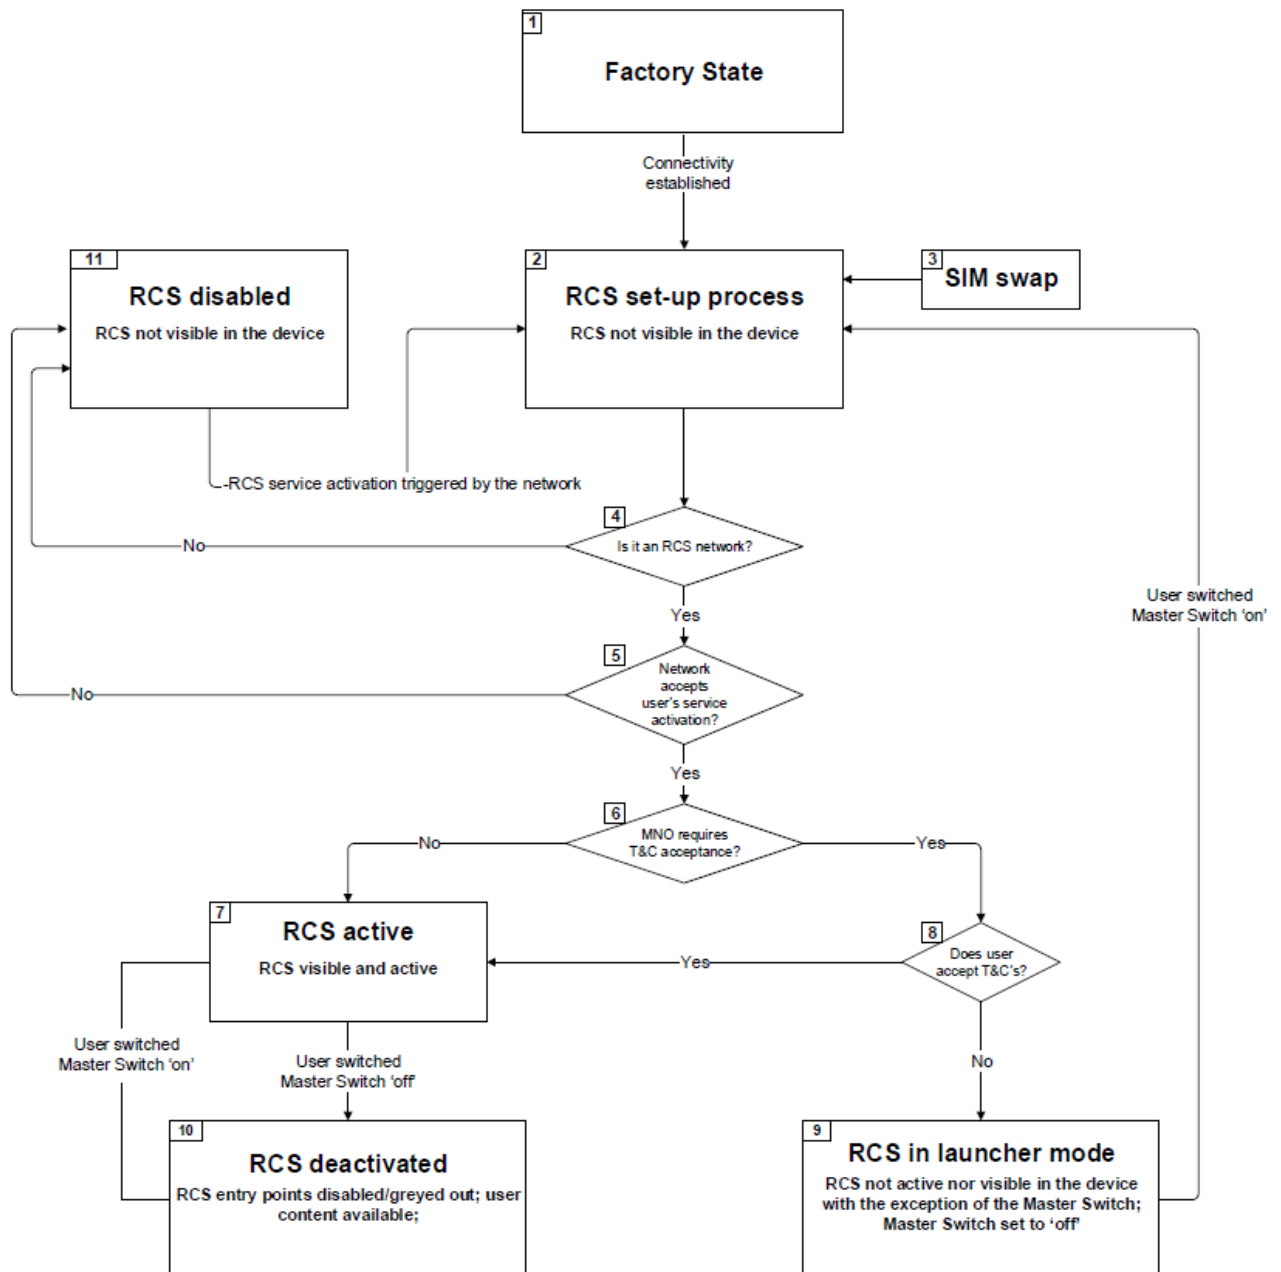 1
Factory State
Connectivity
established
11
RCS disabled
RCS not visible in the device
2
RCS set-up process
RCS not visible in the device
3
SIM swap
-RCS service activation triggered by the network
4
Is it an RCS network?
No
Yes
User switched
Master Switch ‘on’
5
Network
accepts
user's service
activation?
No
Yes
6
MNO requires
T&C acceptance?
No
Yes
7
RCS active
RCS visible and active
8
Does user
accept T&C's?
Yes
User switched
Master Switch ‘on’
User switched
Master Switch ‘off’
No
10
RCS deactivated
RCS entry points disabled/greyed out; user
content available;
9
RCS in launcher mode
RCS not active nor visible in the device
with the exception of the Master Switch;
Master Switch set to ‘off’